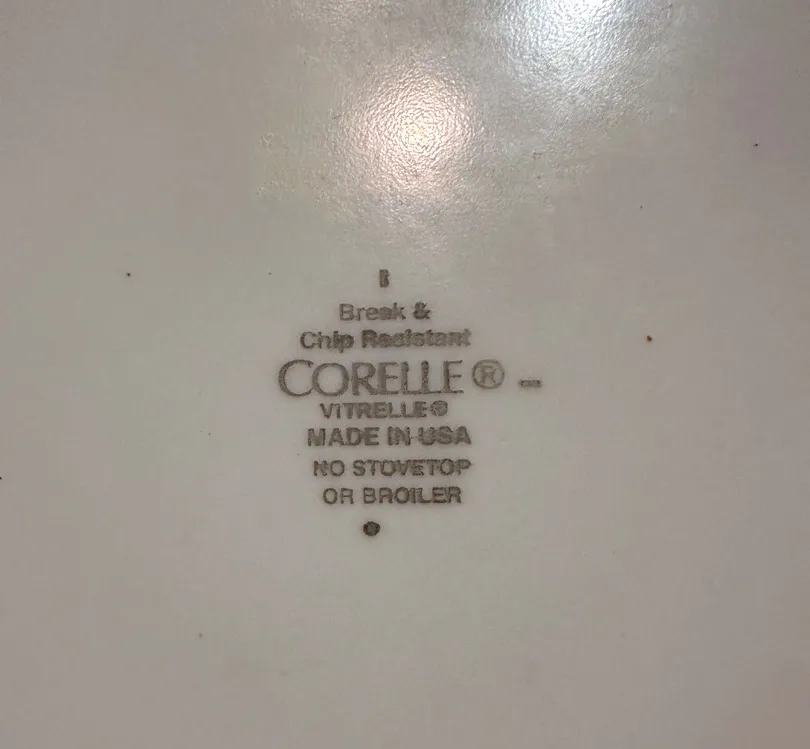 Break &
Chip Resistant
CORELLE®
VITRELLE®
MADE IN USA
NO STOVETOP
OR BROILER